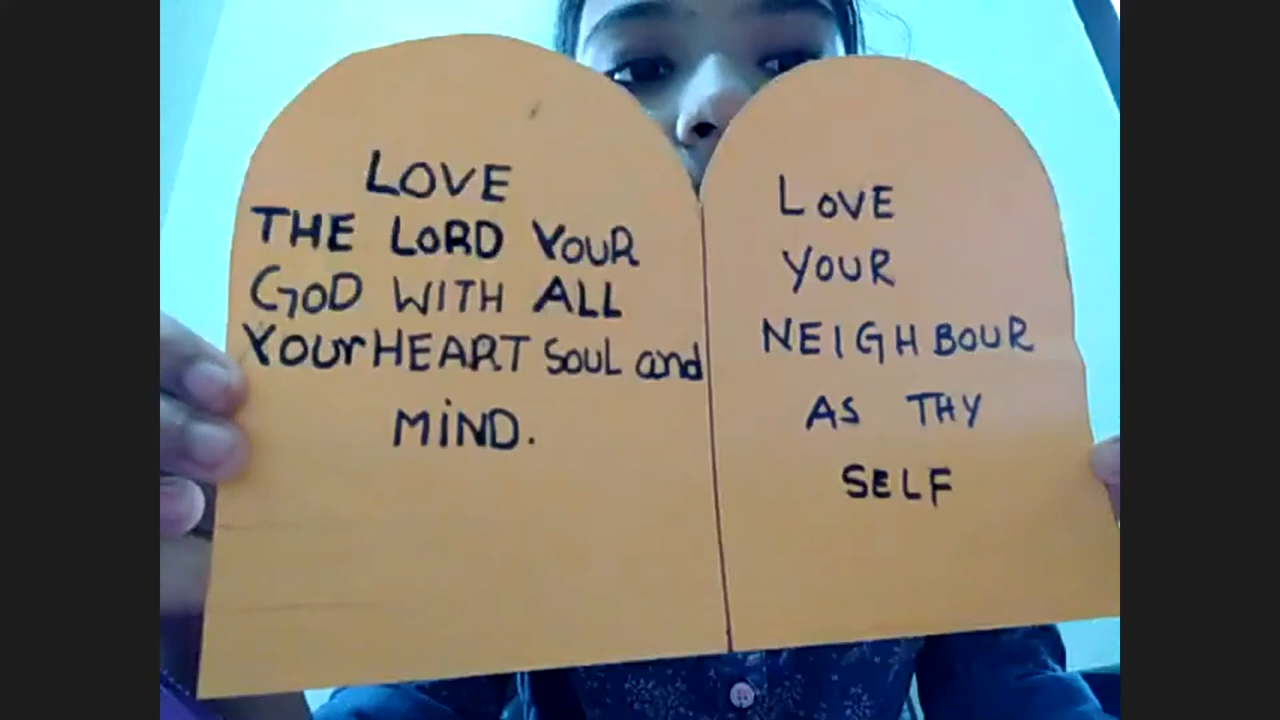 LOVE
THE LORD YOUR
GOD WITH ALL
YOUr HEART SOUL and
MiND.
LOVE
YOUR
NEIGHBOUR
AS THY
SELF